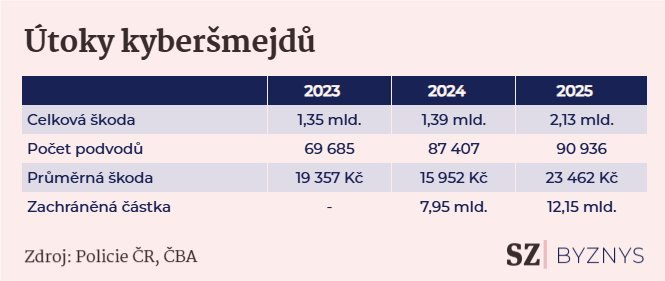 Útoky kyberšmejdů
2023 2024 2025
Celková škoda 1,35 mld. 1,39 mld. 2,13 mld.
Počet podvodů 69 685 87 407 90 936
Průměrná škoda 19 357 Kč 15 952 Kč 23 462 Kč
Zachráněná částka - 7,95 mld. 12,15 mld.
Zdroj: Policie ČR, ČBA
SZ BYZNYS